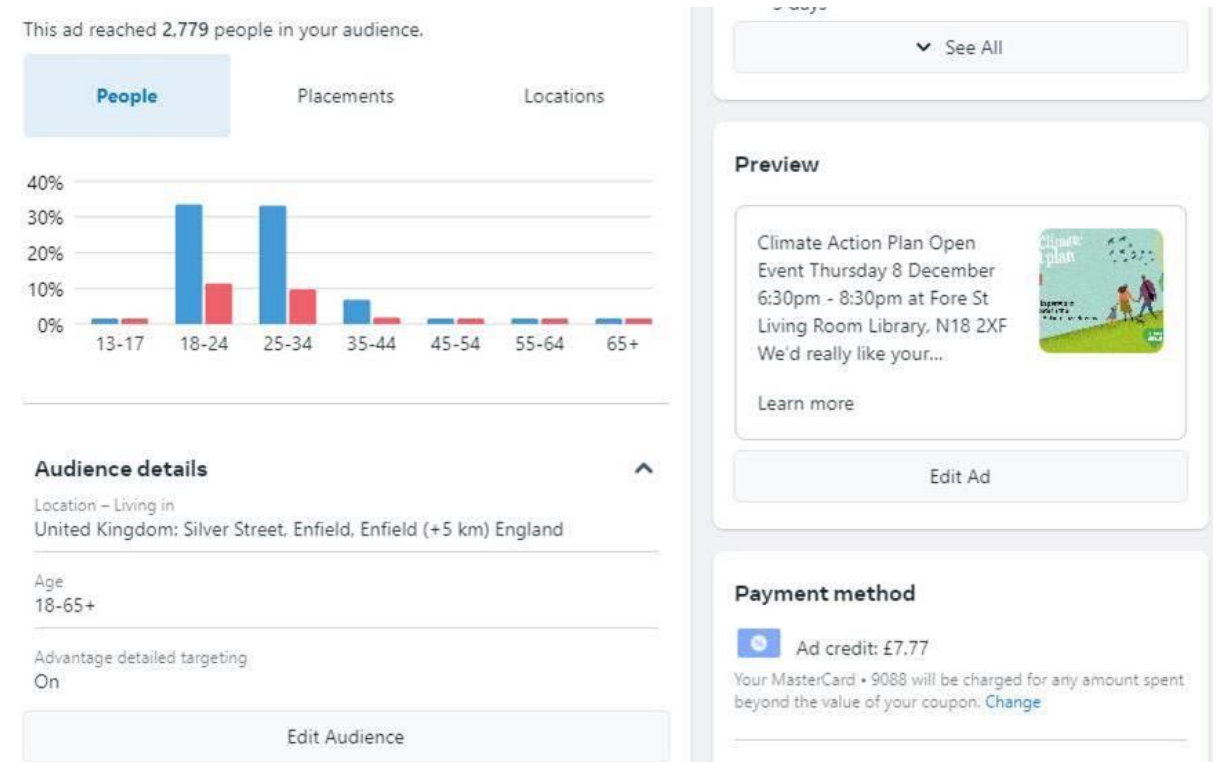 This ad reached 2,779 people in your audience.
People
Placements
Locations
40%
30%
20%
10%
0%
13-17
18-24
25-34
35-44
45-54
55-64
65+
Audience details
Location – Living in
United Kingdom: Silver Street, Enfield, Enfield (+5 km) England
Age
18-65+
Advantage detailed targeting
On
Edit Audience
days
See All
Preview
Climate Action Plan Open
Event Thursday 8 December
6:30pm - 8:30pm at Fore St
Living Room Library, N18 2XF
We'd really like your...
Learn more
Climate
plan
Edit Ad
Payment method
Ad credit: £7.77
Your MasterCard • 9088 will be charged for any amount spent
beyond the value of your coupon. Change